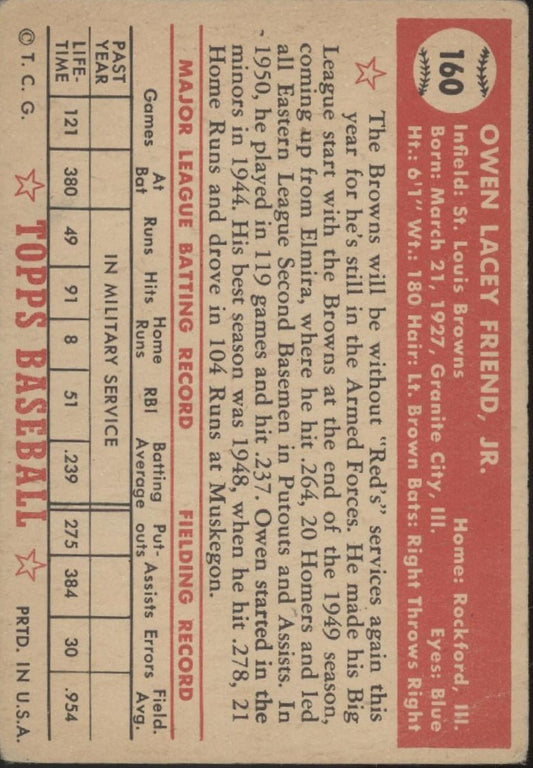 160
OWEN LACEY FRIEND, JR.
Infield: St. Louis Browns Home: Rockford, Ill.
Born: March 21, 1927, Granite City, Ill. Eyes: Blue
Ht.: 6'1" Wt.: 180 Hair: Lt. Brown Bats: Right Throws Right
The Browns will be without "Red's" services again this
year for he's still in the Armed Forces. He made his Big
League start with the Browns at the end of the 1949 season,
coming up from Elmira, where he hit .264, 20 Homers and led
all Eastern League Second Basemen in Putouts and Assists. In
1950, he played in 119 games and hit .237. Owen started in the
minors in 1944. His best season was 1948, when he hit .278, 21
Home Runs and drove in 104 Runs at Muskegon.
MAJOR LEAGUE BATTING RECORD FIELDING RECORD
Games At Bat Runs Hits Home Runs RBI Batting Average Put-outs Assists Errors Field. Avg.
PAST YEAR IN MILITARY SERVICE
LIFE-TIME 121 380 49 91 8 51 .239 275 384 30 .954
© T. C. G. ☆ TOPPS BASEBALL ☆ PRTD. IN U.S.A.